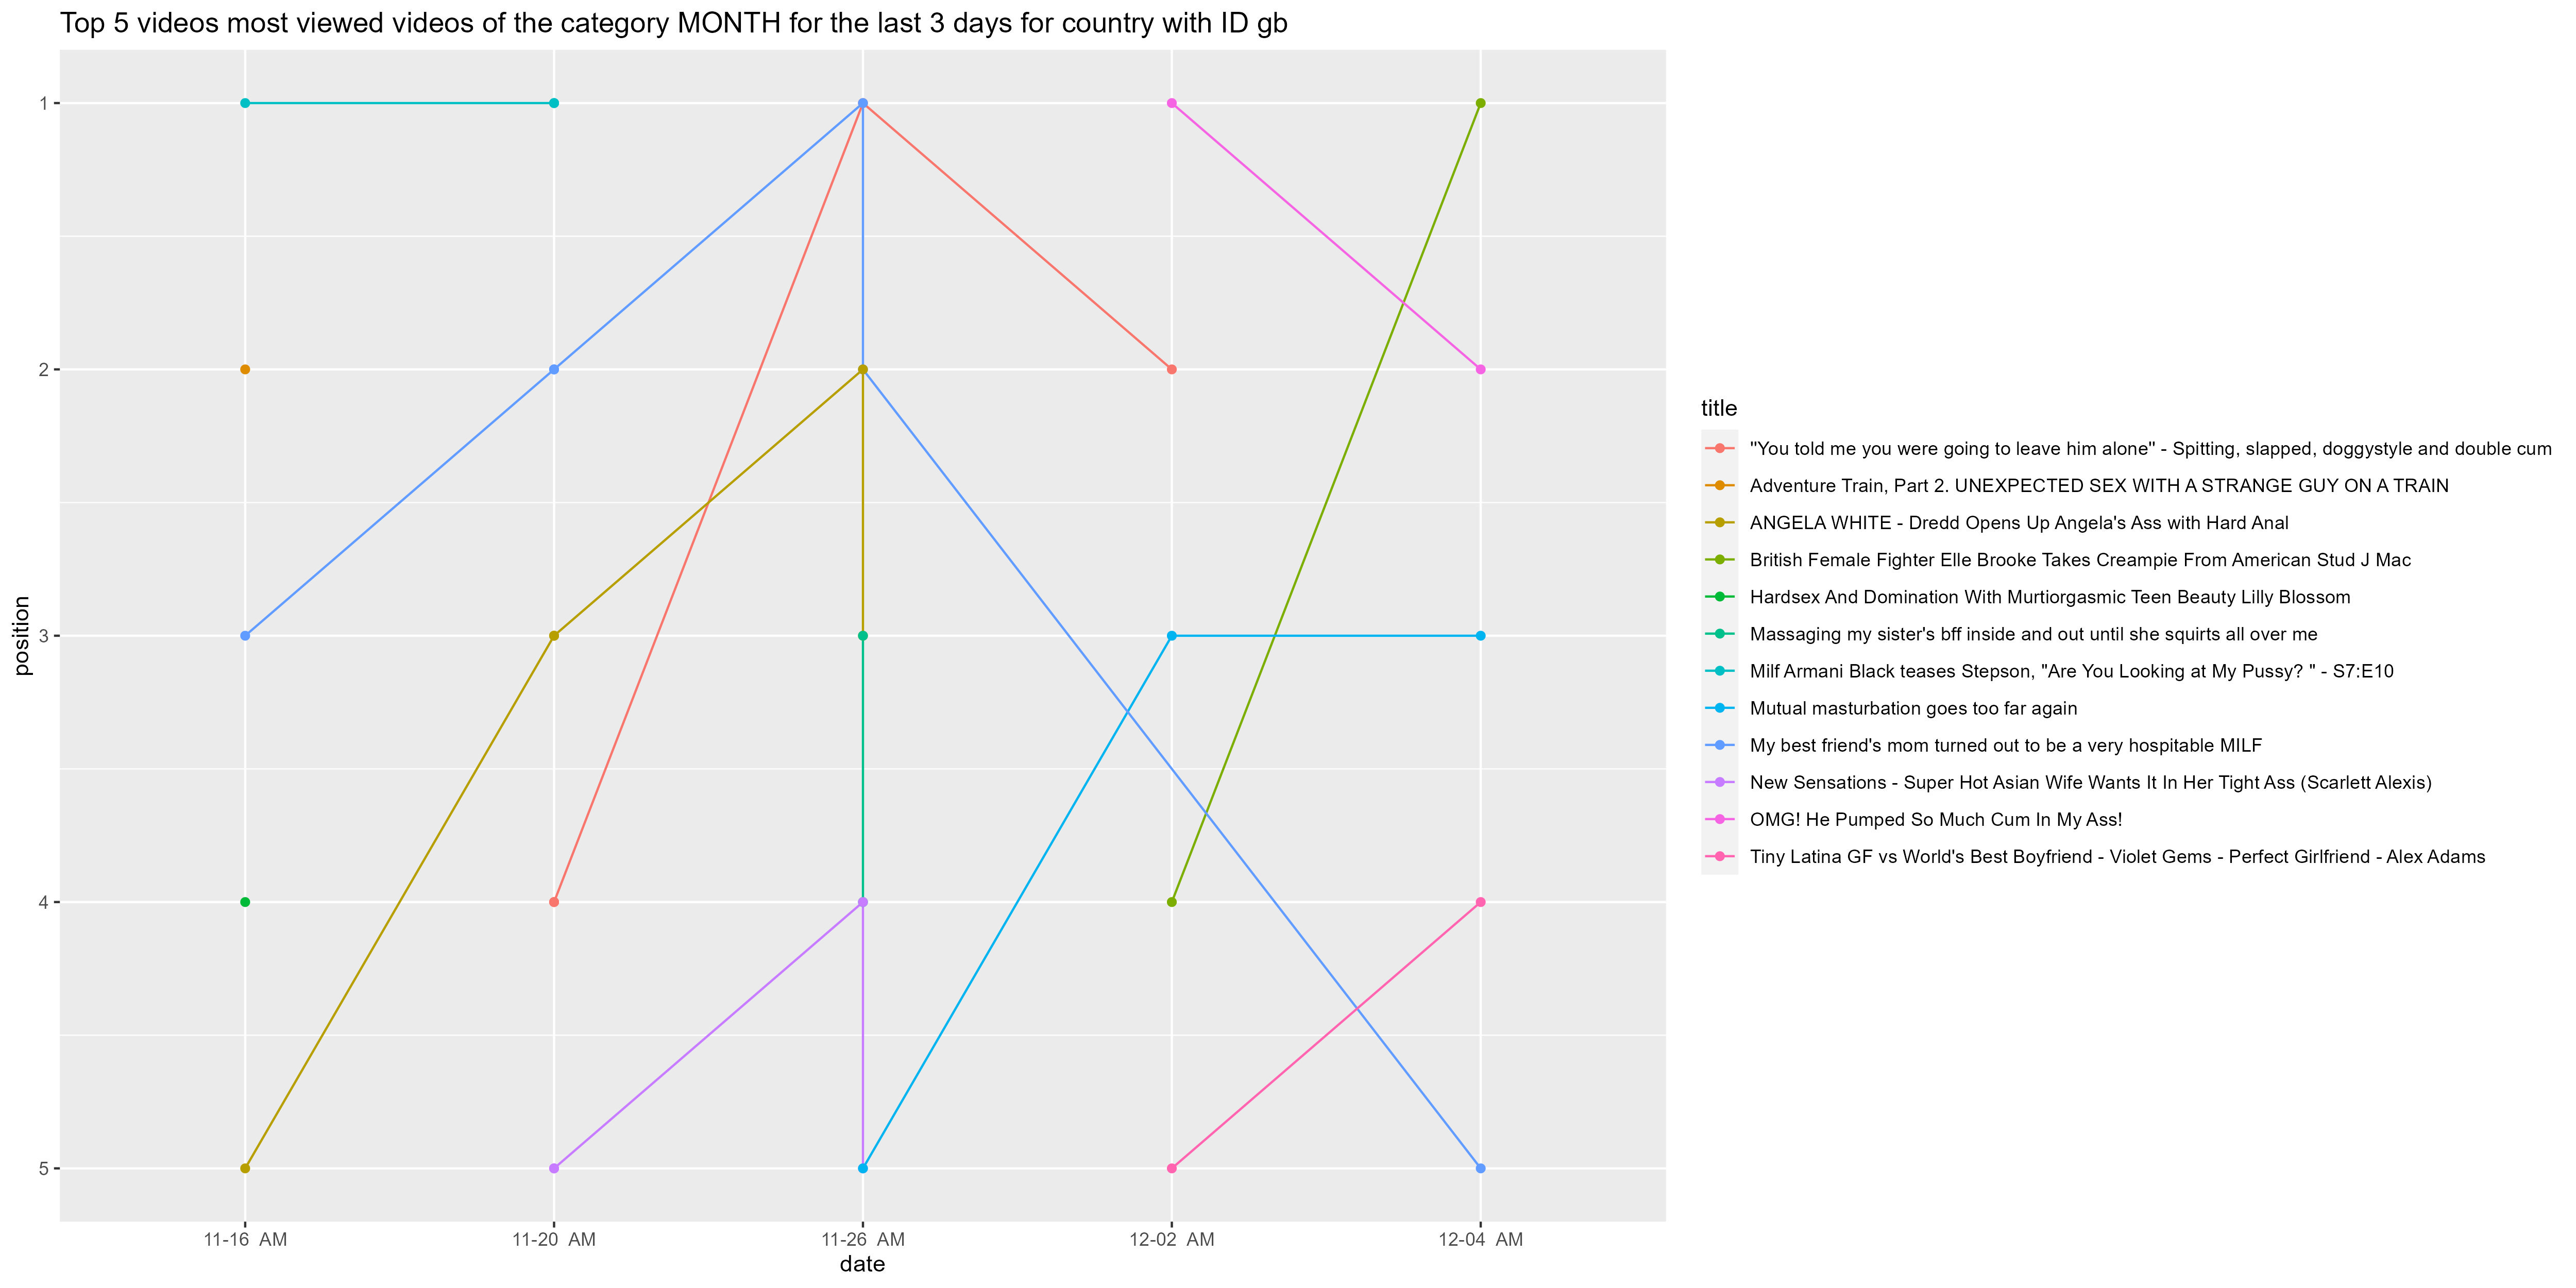 Top 5 videos most viewed videos of the category MONTH for the last 3 days for country with ID gb
position
1
2
3
4
5
11-16 AM
11-20 AM
11-26 AM
12-02 AM
12-04 AM
date
title
"You told me you were going to leave him alone" - Spitting, slapped, doggystyle and double cum
Adventure Train, Part 2. UNEXPECTED SEX WITH A STRANGE GUY ON A TRAIN
ANGELA WHITE - Dredd Opens Up Angela's Ass with Hard Anal
British Female Fighter Elle Brooke Takes Creampie From American Stud J Mac
Hardsex And Domination With Murtiorgasmic Teen Beauty Lilly Blossom
Massaging my sister's bff inside and out until she squirts all over me
Milf Armani Black teases Stepson, "Are You Looking at My Pussy? " - S7:E10
Mutual masturbation goes too far again
My best friend's mom turned out to be a very hospitable MILF
New Sensations - Super Hot Asian Wife Wants It In Her Tight Ass (Scarlett Alexis)
OMG! He Pumped So Much Cum In My Ass!
Tiny Latina GF vs World's Best Boyfriend - Violet Gems - Perfect Girlfriend - Alex Adams